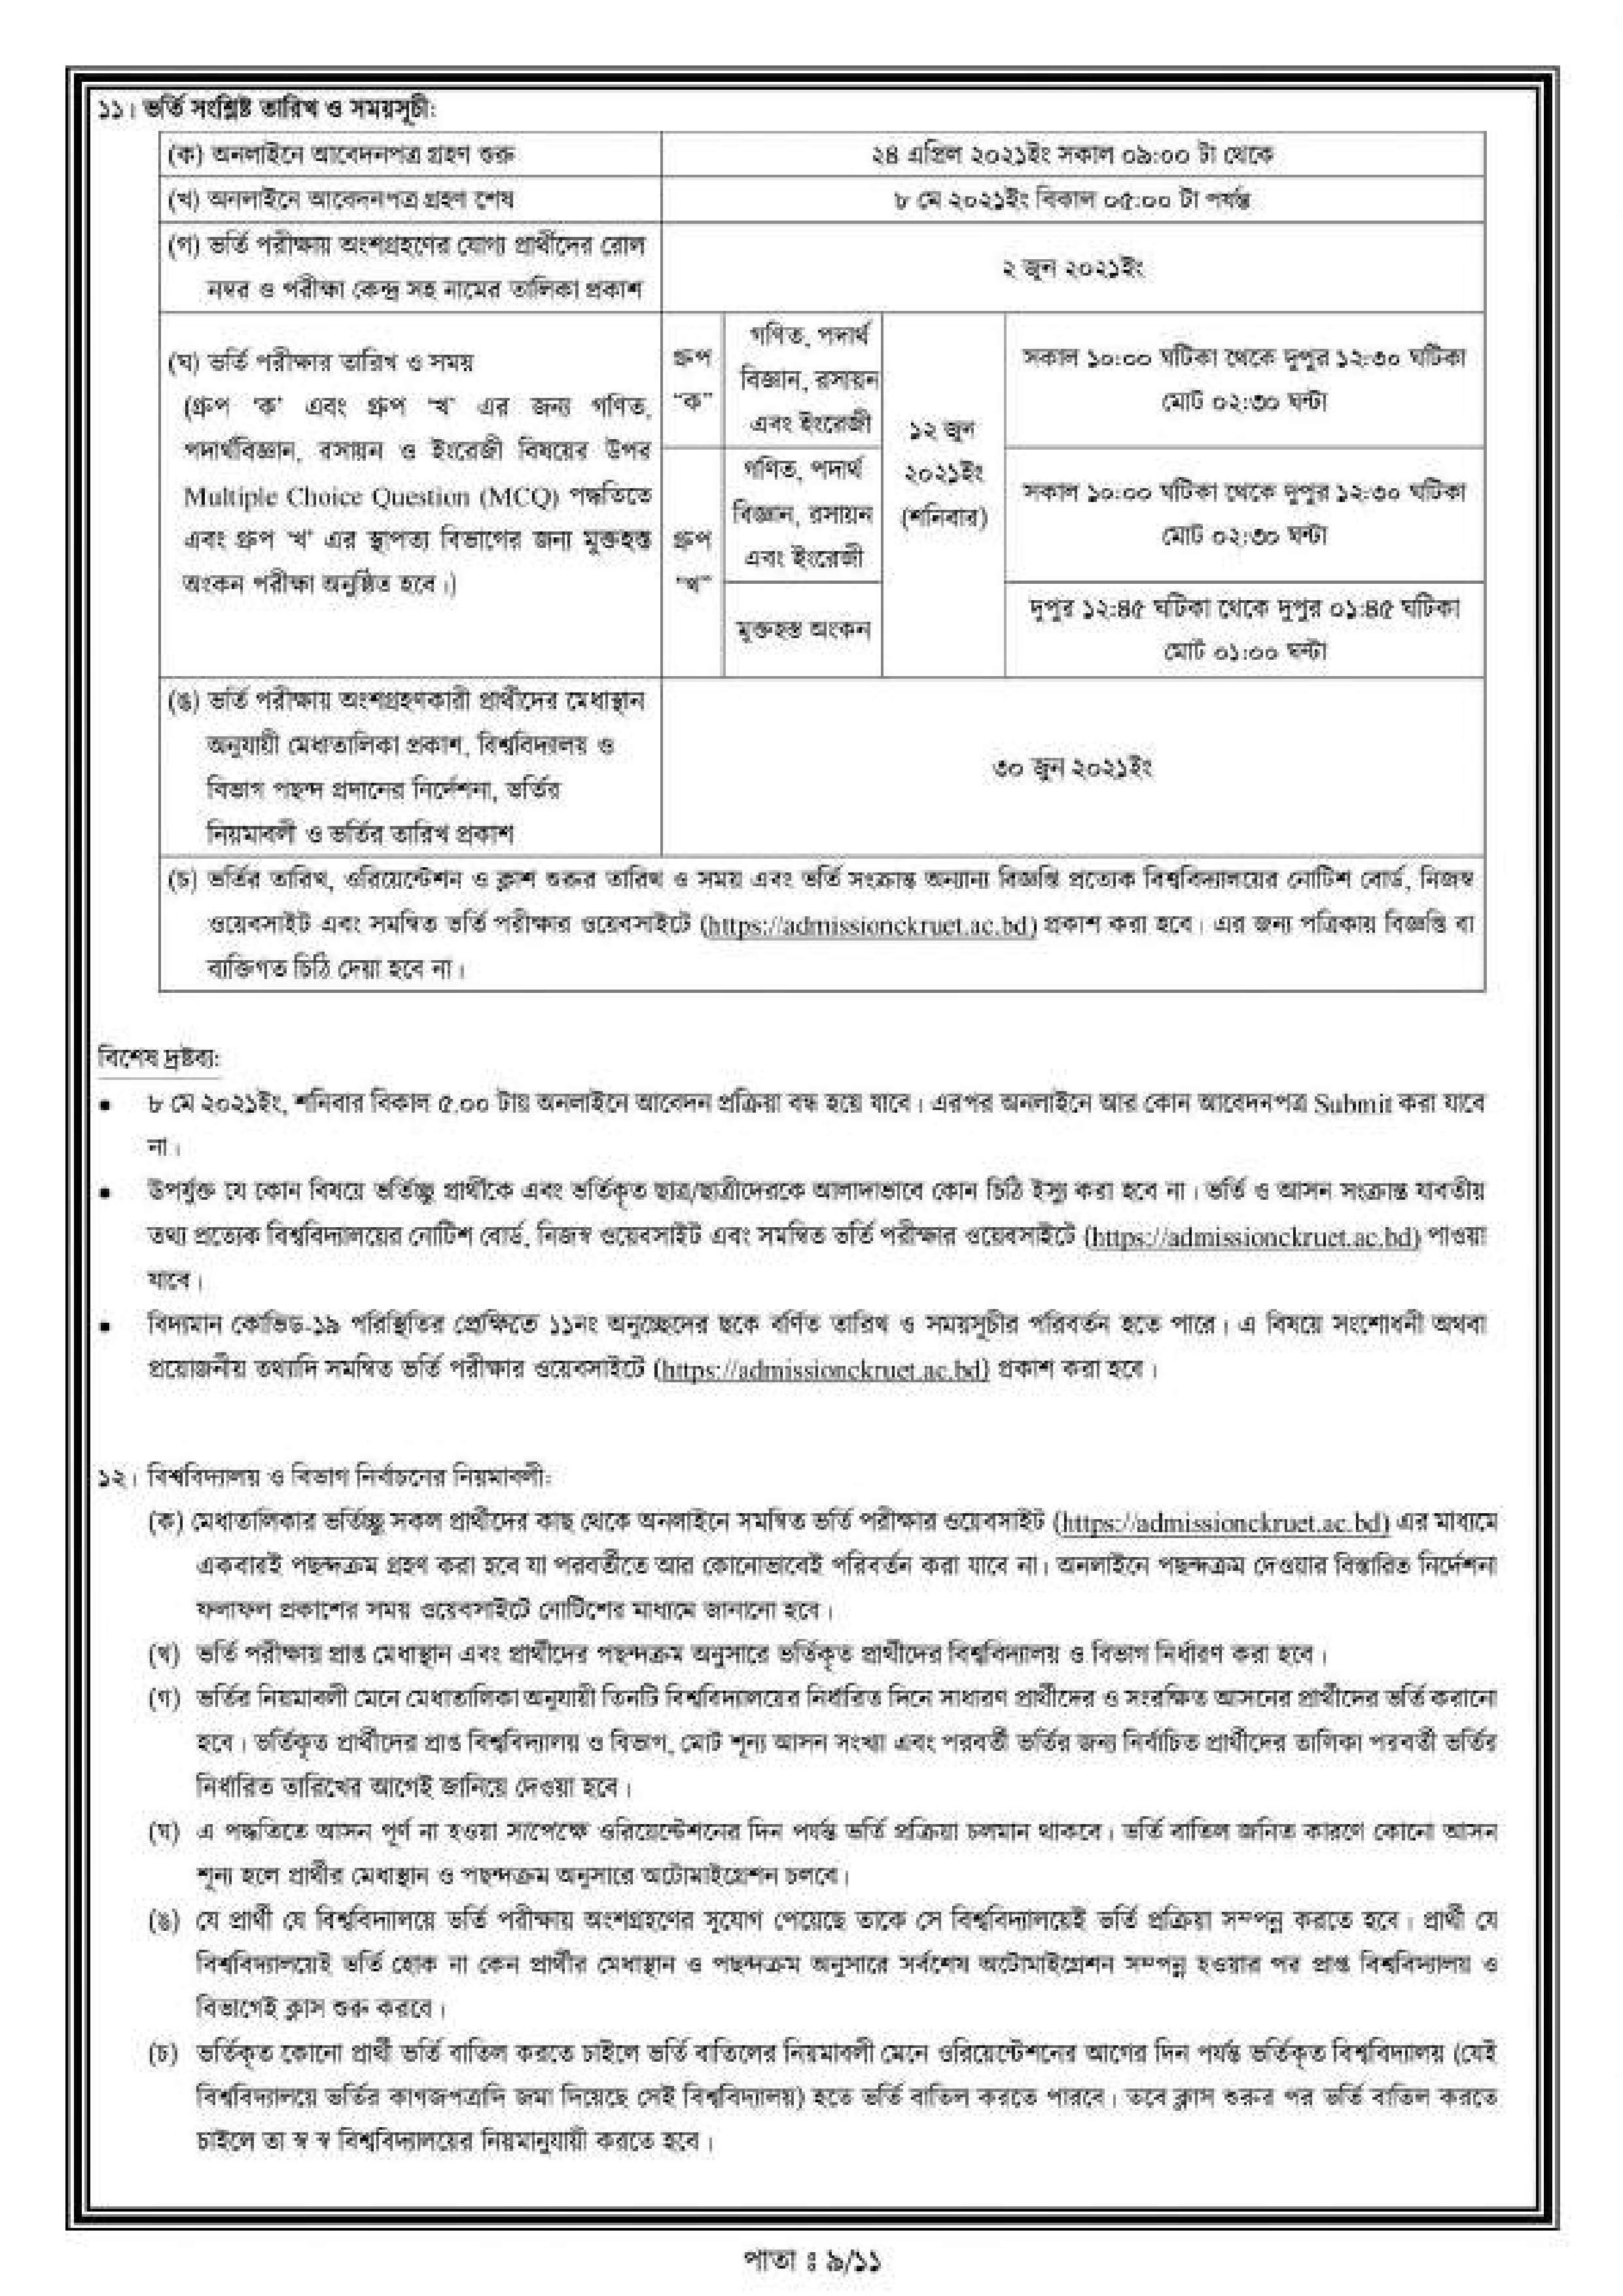 ১১। ভর্তি সংশ্লিষ্ট তারিখ ও সময়সূচী:
(ক) অনলাইনে আবেদনপত্র গ্রহণ শুরু
২৪ এপ্রিল ২০২১ইং সকাল ০৯:০০ টা থেকে
(খ) অনলাইনে আবেদনপত্র গ্রহণ শেষ
৮ মে ২০২১ইং বিকাল ০৫:০০ টা পর্যন্ত
(গ) ভর্তি পরীক্ষায় অংশগ্রহণের যোগ্য প্রার্থীদের রোল
নম্বর ও পরীক্ষা কেন্দ্র সহ নামের তালিকা প্রকাশ
২ জুন ২০২১ইং
(ঘ) ভর্তি পরীক্ষার তারিখ ও সময়
(গ্রুপ ‘ক’ এবং গ্রুপ ‘খ’ এর জন্য গণিত,
পদার্থবিজ্ঞান, রসায়ন ও ইংরেজী বিষয়ের উপর
Multiple Choice Question (MCQ) পদ্ধতিতে
এবং গ্রুপ ‘খ’ এর স্থাপত্য বিভাগের জন্য মুক্তহস্ত
অংকন পরীক্ষা অনুষ্ঠিত হবে।)
গ্রুপ
“ক”
গণিত, পদার্থ
বিজ্ঞান, রসায়ন
এবং ইংরেজী
১২ জুন
২০২১ইং
(শনিবার)
সকাল ১০:০০ ঘটিকা থেকে দুপুর ১২:৩০ ঘটিকা
মোট ০২:৩০ ঘন্টা
গ্রুপ
“খ”
গণিত, পদার্থ
বিজ্ঞান, রসায়ন
এবং ইংরেজী
সকাল ১০:০০ ঘটিকা থেকে দুপুর ১২:৩০ ঘটিকা
মোট ০২:৩০ ঘন্টা
মুক্তহস্ত অংকন
দুপুর ১২:৪৫ ঘটিকা থেকে দুপুর ০১:৪৫ ঘটিকা
মোট ০১:০০ ঘন্টা
(ঙ) ভর্তি পরীক্ষায় অংশগ্রহণকারী প্রার্থীদের মেধাস্থান
অনুযায়ী মেধাতালিকা প্রকাশ, বিশ্ববিদ্যালয় ও
বিভাগ পছন্দ প্রদানের নির্দেশনা, ভর্তির
নিয়মাবলী ও ভর্তির তারিখ প্রকাশ
৩০ জুন ২০২১ইং
(চ) ভর্তির তারিখ, ওরিয়েন্টেশন ও ক্লাশ শুরুর তারিখ ও সময় এবং ভর্তি সংক্রান্ত অন্যান্য বিজ্ঞপ্তি প্রত্যেক বিশ্ববিদ্যালয়ের নোটিশ বোর্ড, নিজস্ব
ওয়েবসাইট এবং সমন্বিত ভর্তি পরীক্ষার ওয়েবসাইটে (https://admissionckruet.ac.bd) প্রকাশ করা হবে। এর জন্য পত্রিকায় বিজ্ঞপ্তি বা
ব্যক্তিগত চিঠি দেয়া হবে না।
বিশেষ দ্রষ্টব্য:
• ৮ মে ২০২১ইং, শনিবার বিকাল ৫.০০ টায় অনলাইনে আবেদন প্রক্রিয়া বন্ধ হয়ে যাবে। এরপর অনলাইনে আর কোন আবেদনপত্র Submit করা যাবে
না।
• উপর্যুক্ত যে কোন বিষয়ে ভর্তিচ্ছু প্রার্থীকে এবং ভর্তিকৃত ছাত্র/ছাত্রীদেরকে আলাদাভাবে কোন চিঠি ইস্যু করা হবে না। ভর্তি ও আসন সংক্রান্ত যাবতীয়
তথ্য প্রত্যেক বিশ্ববিদ্যালয়ের নোটিশ বোর্ড, নিজস্ব ওয়েবসাইট এবং সমন্বিত ভর্তি পরীক্ষার ওয়েবসাইটে (https://admissionckruet.ac.bd) পাওয়া
যাবে।
• বিদ্যমান কোভিড-১৯ পরিস্থিতির প্রেক্ষিতে ১১নং অনুচ্ছেদের ছকে বর্ণিত তারিখ ও সময়সূচীর পরিবর্তন হতে পারে। এ বিষয়ে সংশোধনী অথবা
প্রয়োজনীয় তথ্যাদি সমন্বিত ভর্তি পরীক্ষার ওয়েবসাইটে (https://admissionckruet.ac.bd) প্রকাশ করা হবে।
১২। বিশ্ববিদ্যালয় ও বিভাগ নির্বাচনের নিয়মাবলী:
(ক) মেধাতালিকার ভর্তিচ্ছু সকল প্রার্থীদের কাছ থেকে অনলাইনে সমন্বিত ভর্তি পরীক্ষার ওয়েবসাইট (https://admissionckruet.ac.bd) এর মাধ্যমে
একবারই পছন্দক্রম গ্রহণ করা হবে যা পরবর্তীতে আর কোনোভাবেই পরিবর্তন করা যাবে না। অনলাইনে পছন্দক্রম দেওয়ার বিস্তারিত নির্দেশনা
ফলাফল প্রকাশের সময় ওয়েবসাইটে নোটিশের মাধ্যমে জানানো হবে।
(খ) ভর্তি পরীক্ষায় প্রাপ্ত মেধাস্থান এবং প্রার্থীদের পছন্দক্রম অনুসারে ভর্তিকৃত প্রার্থীদের বিশ্ববিদ্যালয় ও বিভাগ নির্ধারণ করা হবে।
(গ) ভর্তির নিয়মাবলী মেনে মেধাতালিকা অনুযায়ী তিনটি বিশ্ববিদ্যালয়ের নির্ধারিত দিনে সাধারণ প্রার্থীদের ও সংরক্ষিত আসনের প্রার্থীদের ভর্তি করানো
হবে। ভর্তিকৃত প্রার্থীদের প্রাপ্ত বিশ্ববিদ্যালয় ও বিভাগ, মোট শূন্য আসন সংখ্যা এবং পরবর্তী ভর্তির জন্য নির্বাচিত প্রার্থীদের তালিকা পরবর্তী ভর্তির
নির্ধারিত তারিখের আগেই জানিয়ে দেওয়া হবে।
(ঘ) এ পদ্ধতিতে আসন পূর্ণ না হওয়া সাপেক্ষে ওরিয়েন্টেশনের দিন পর্যন্ত ভর্তি প্রক্রিয়া চলমান থাকবে। ভর্তি বাতিল জনিত কারণে কোনো আসন
শূন্য হলে প্রার্থীর মেধাস্থান ও পছন্দক্রম অনুসারে অটোমাইগ্রেশন চলবে।
(ঙ) যে প্রার্থী যে বিশ্ববিদ্যালয়ে ভর্তি পরীক্ষায় অংশগ্রহণের সুযোগ পেয়েছে তাকে সে বিশ্ববিদ্যালয়েই ভর্তি প্রক্রিয়া সম্পন্ন করতে হবে। প্রার্থী যে
বিশ্ববিদ্যালয়েই ভর্তি হোক না কেন প্রার্থীর মেধাস্থান ও পছন্দক্রম অনুসারে সর্বশেষ অটোমাইগ্রেশন সম্পন্ন হওয়ার পর প্রাপ্ত বিশ্ববিদ্যালয় ও
বিভাগেই ক্লাস শুরু করবে।
(চ) ভর্তিকৃত কোনো প্রার্থী ভর্তি বাতিল করতে চাইলে ভর্তি বাতিলের নিয়মাবলী মেনে ওরিয়েন্টেশনের আগের দিন পর্যন্ত ভর্তিকৃত বিশ্ববিদ্যালয় (যেই
বিশ্ববিদ্যালয়ে ভর্তির কাগজপত্রাদি জমা দিয়েছে সেই বিশ্ববিদ্যালয়) হতে ভর্তি বাতিল করতে পারবে। তবে ক্লাস শুরুর পর ভর্তি বাতিল করতে
চাইলে তা স্ব স্ব বিশ্ববিদ্যালয়ের নিয়মানুযায়ী করতে হবে।
পাতা ঃ ৯/১১